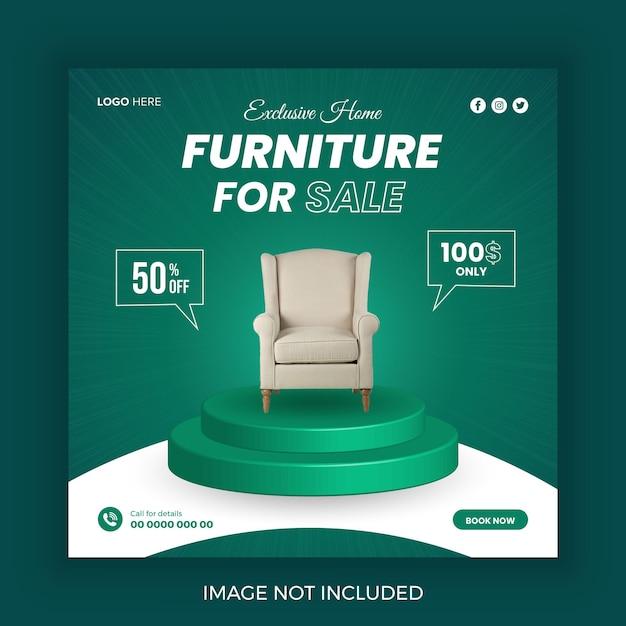 LOGO HERE
Exclusive Home
FURNITURE
FOR SALE
50% OFF
100$
ONLY
Call for details
00 0000 000 00
BOOK NOW
IMAGE NOT INCLUDED